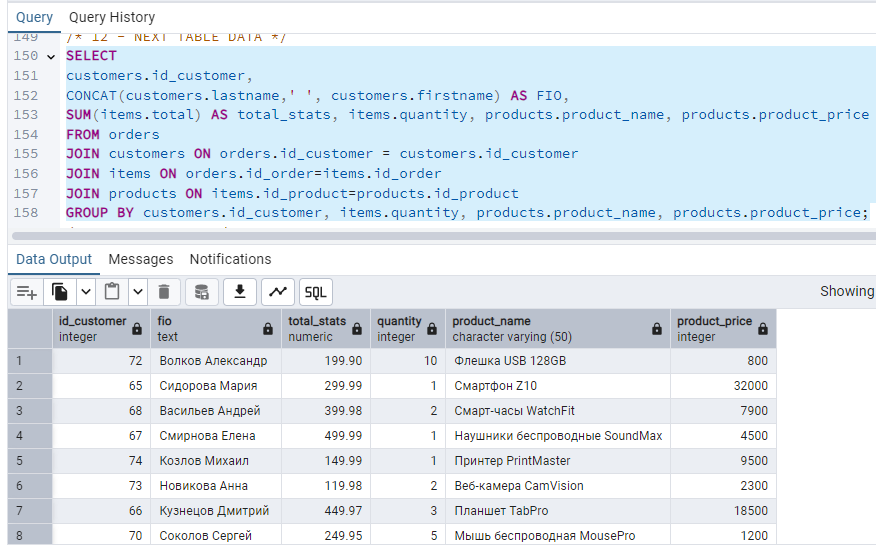 Query Query History
149 /* 12 - NEXT TABLE DATA */
150 SELECT
151 customers.id_customer,
152 CONCAT(customers.lastname,' ', customers.firstname) AS FIO,
153 SUM(items.total) AS total_stats, items.quantity, products.product_name, products.product_price
154 FROM orders
155 JOIN customers ON orders.id_customer = customers.id_customer
156 JOIN items ON orders.id_order=items.id_order
157 JOIN products ON items.id_product=products.id_product
158 GROUP BY customers.id_customer, items.quantity, products.product_name, products.product_price;
Data Output Messages Notifications
SQL Showing
id_customer fio total_stats quantity product_name product_price
integer text numeric integer character varying (50) integer
1 72 Волков Александр 199.90 10 Флешка USB 128GB 800
2 65 Сидорова Мария 299.99 1 Смартфон Z10 32000
3 68 Васильев Андрей 399.98 2 Смарт-часы WatchFit 7900
4 67 Смирнова Елена 499.99 1 Наушники беспроводные SoundMax 4500
5 74 Козлов Михаил 149.99 1 Принтер PrintMaster 9500
6 73 Новикова Анна 119.98 2 Веб-камера CamVision 2300
7 66 Кузнецов Дмитрий 449.97 3 Планшет TabPro 18500
8 70 Соколов Сергей 249.95 5 Мышь беспроводная MousePro 1200